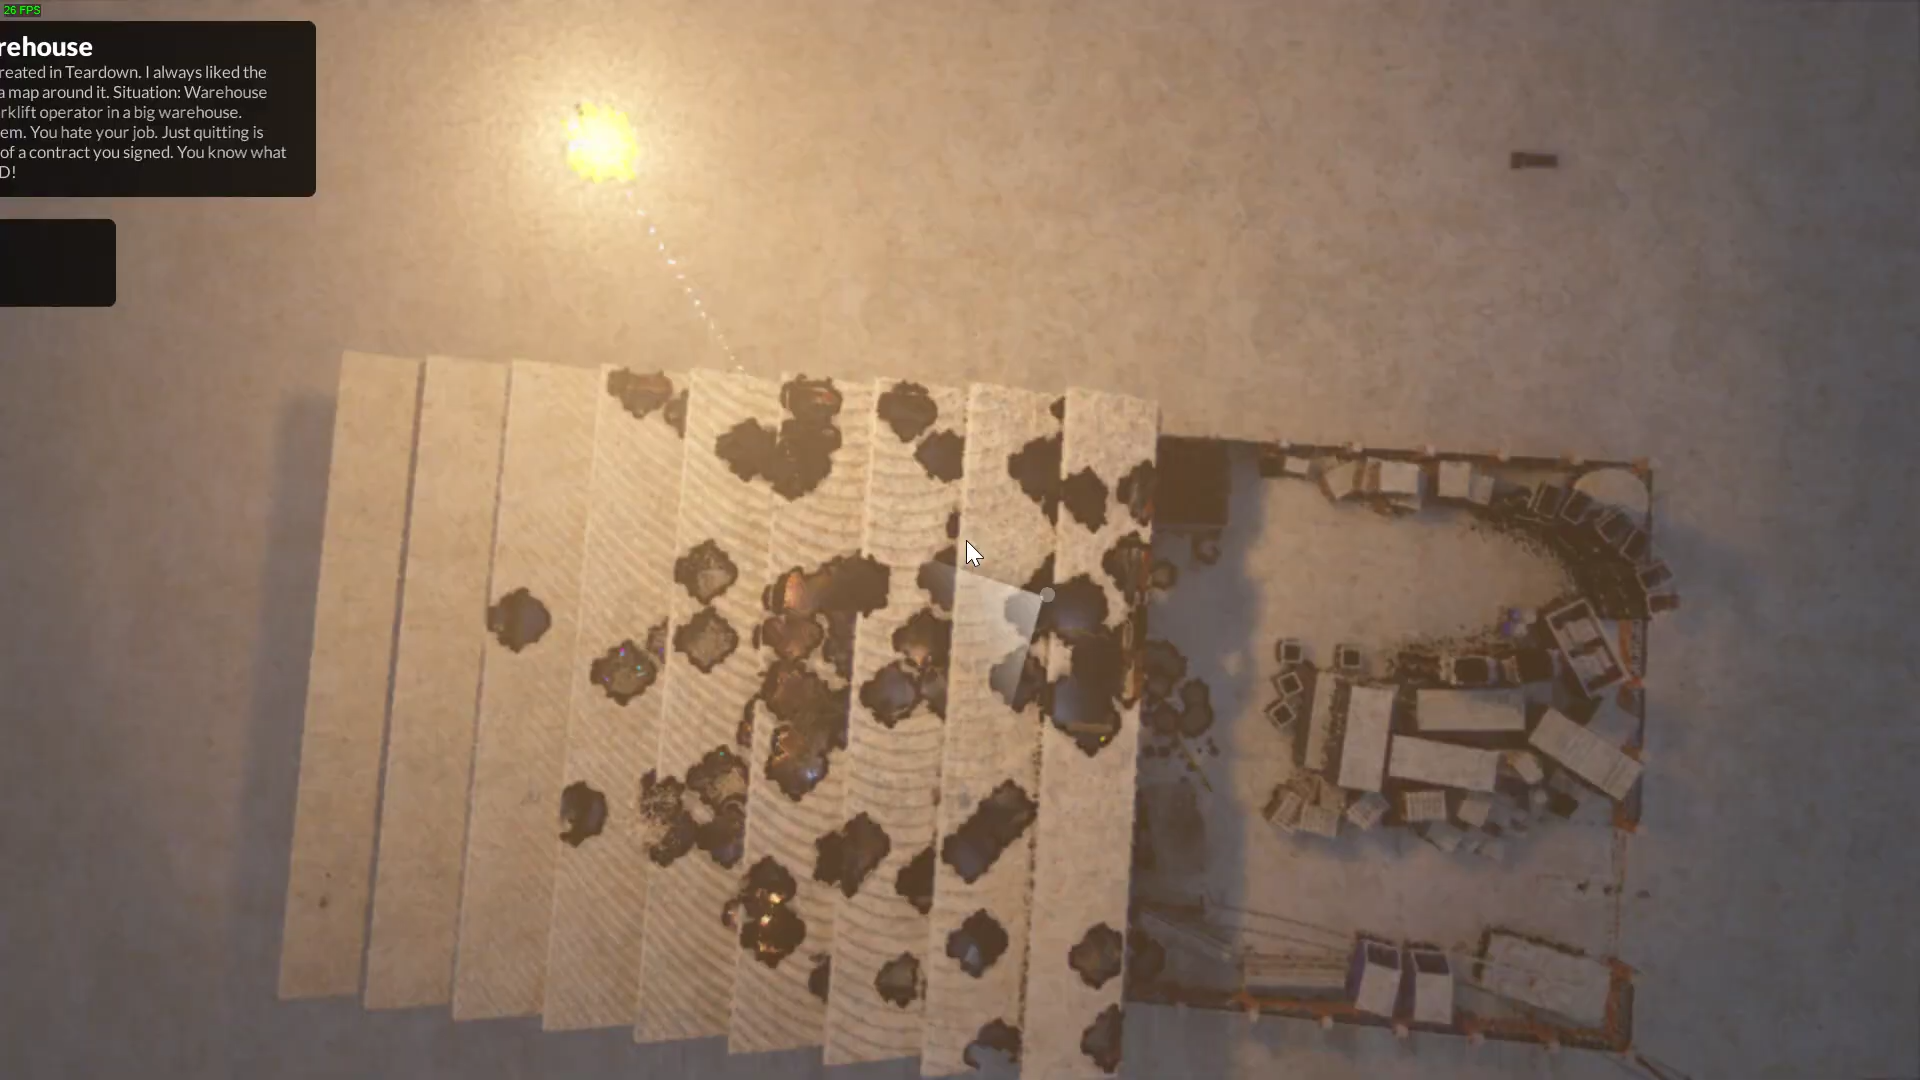 26 FPS
rehouse
reated in Teardown. I always liked the
a map around it. Situation: Warehouse
rklift operator in a big warehouse.
em. You hate your job. Just quitting is
of a contract you signed. You know what
D!